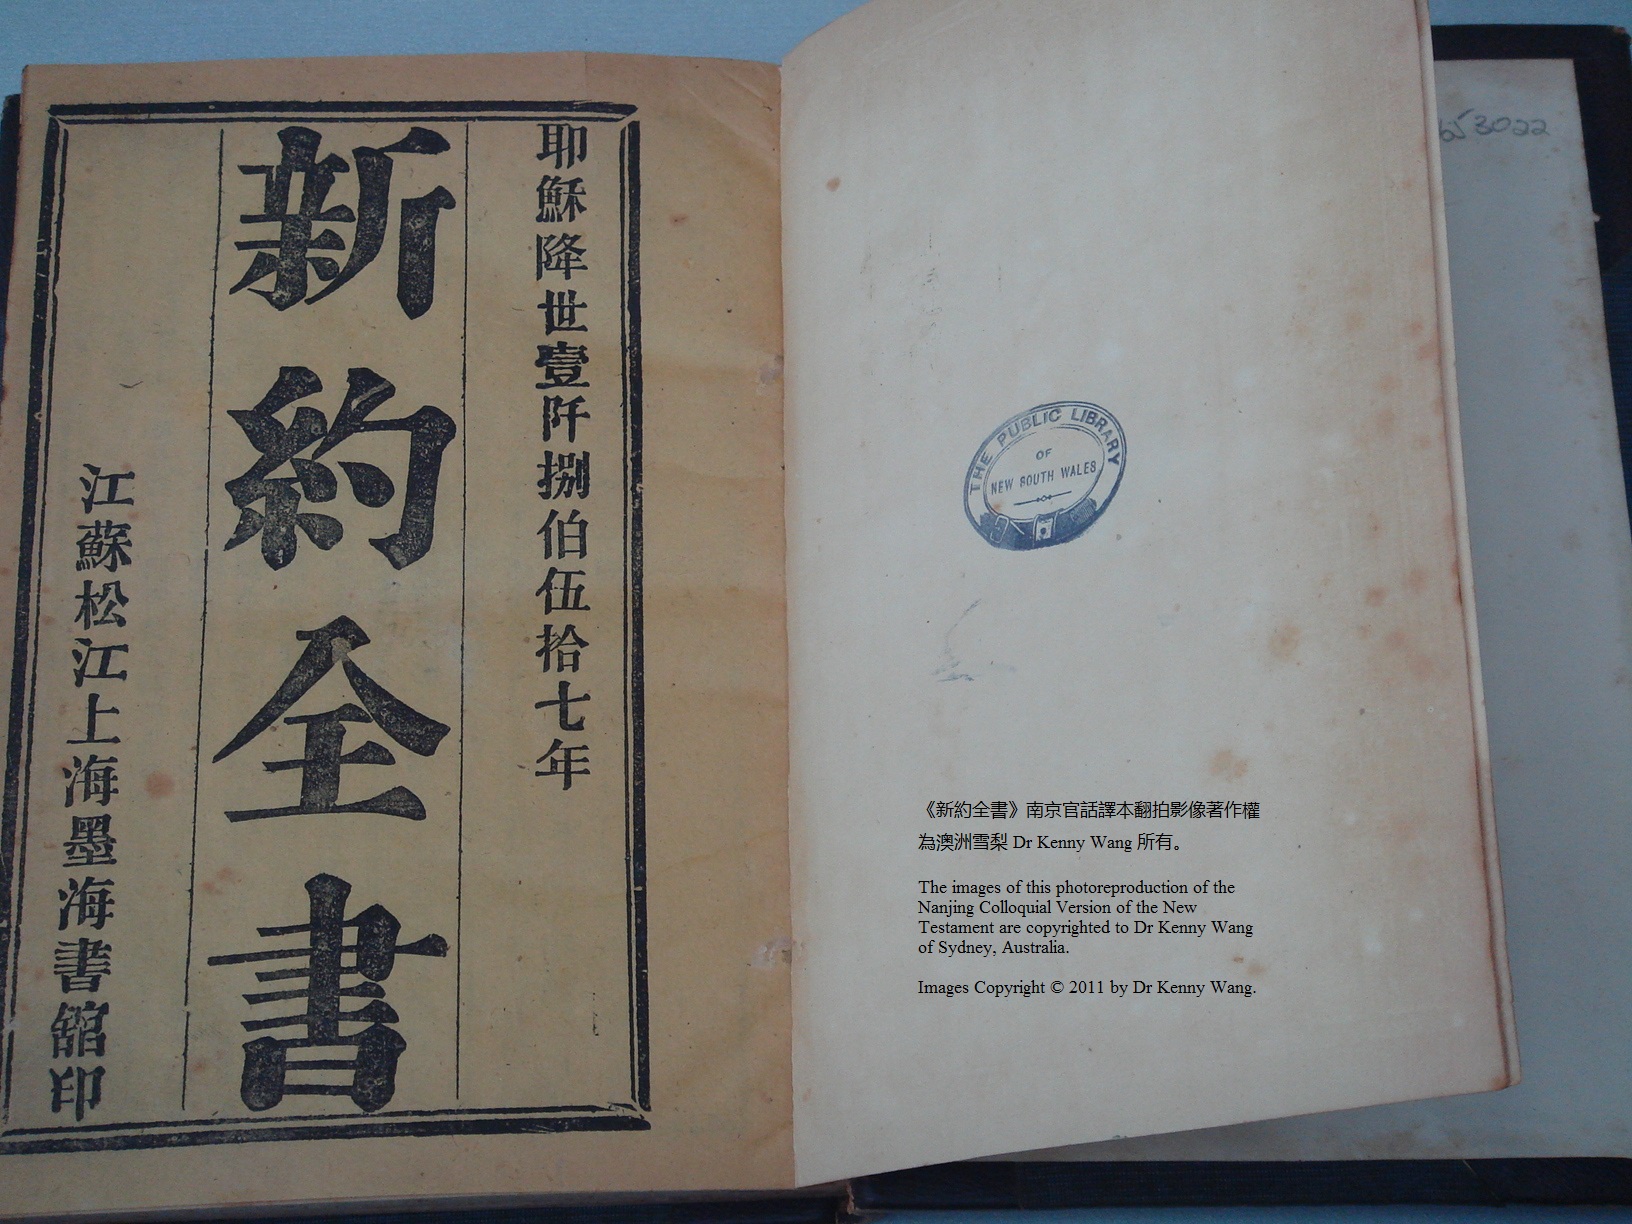 耶穌降世壹阡捌伯伍拾七年
新約全書
江蘇松江上海墨海書舘印
THE PUBLIC LIBRARY
OF
NEW SOUTH WALES
3022
《新約全書》南京官話譯本翻拍影像著作權
為澳洲雪梨 Dr Kenny Wang 所有。
The images of this photoreproduction of the
Nanjing Colloquial Version of the New
Testament are copyrighted to Dr Kenny Wang
of Sydney, Australia.
Images Copyright © 2011 by Dr Kenny Wang.